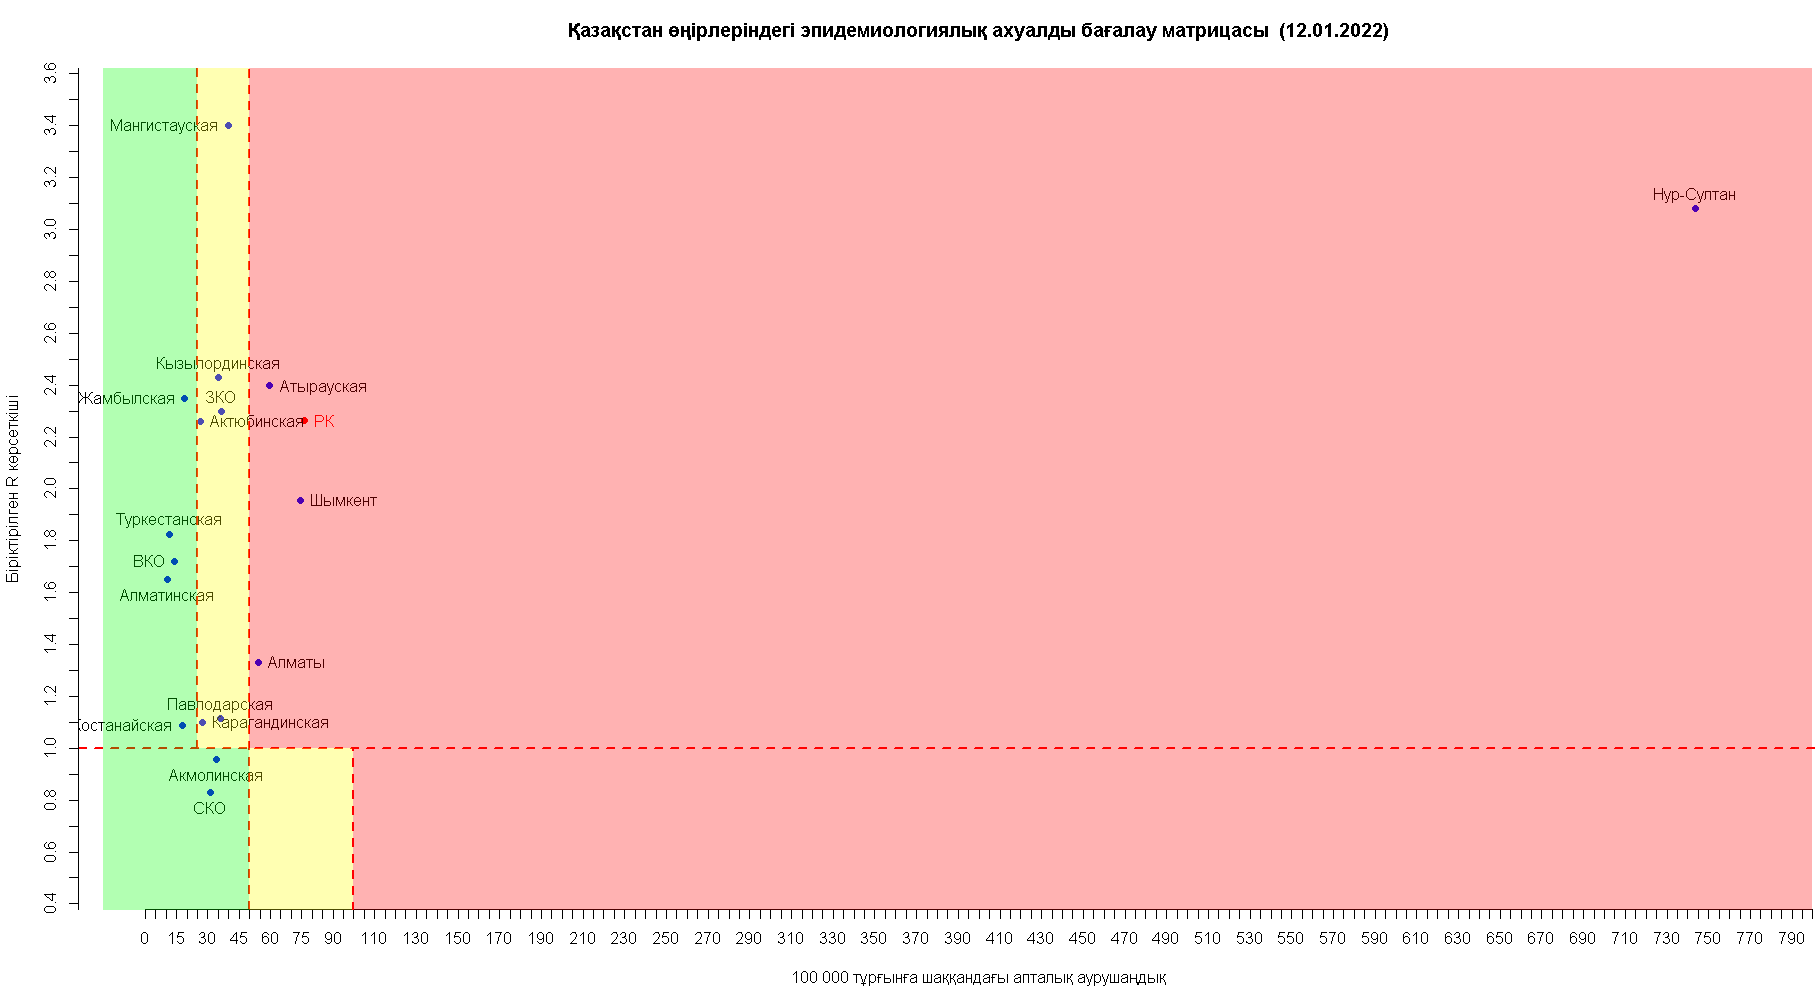 Қазақстан өңірлеріндегі эпидемиологиялық ахуалды бағалау матрицасы (12.01.2022)
3.6
Мангистауская
3.4
3.2
Нур-Султан
3.0
2.8
2.6
Кызылординская
2.4
Атырауская
Жамбылская
ЗКО
Актюбинская
РК
2.2
Біріктірілген R көрсеткіші
2.0
Шымкент
Туркестанская
1.8
ВКО
1.6
Алматинская
1.4
Алматы
1.2
Павлодарская
Карагандинская
останайская
1.0
Акмолинская
0.8
СКО
0.6
0.4
0 15 30 45 60 75 90 110 130 150 170 190 210 230 250 270 290 310 330 350 370 390 410 430 450 470 490 510 530 550 570 590 610 630 650 670 690 710 730 750 770 790
100 000 тұрғынға шаққандағы апталық аурушаңдық